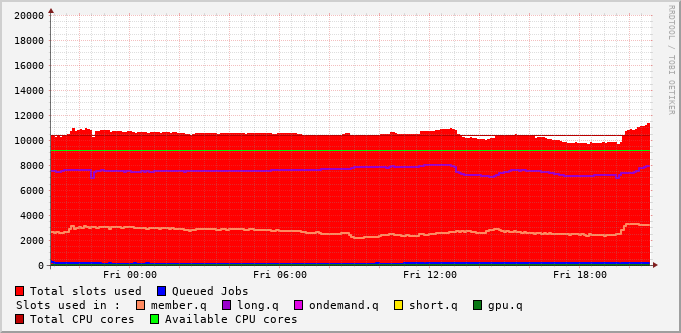 RRDTOOL / TOBI OETIKER
20000
18000
16000
14000
12000
10000
8000
6000
4000
2000
0
Fri 00:00 Fri 06:00 Fri 12:00 Fri 18:00
Total slots used Queued Jobs
Slots used in : member.q long.q ondemand.q short.q gpu.q
Total CPU cores Available CPU cores